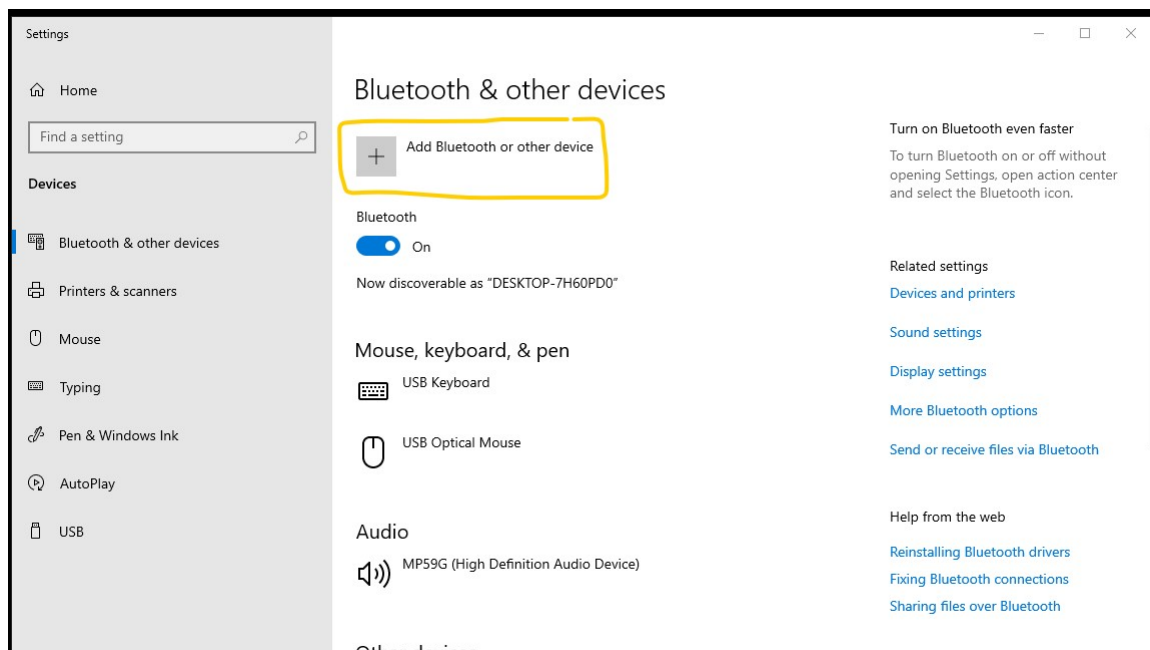 Settings
Home
Find a setting
Devices
Bluetooth & other devices
Printers & scanners
Mouse
Typing
Pen & Windows Ink
AutoPlay
USB
Bluetooth & other devices
Add Bluetooth or other device
Bluetooth
On
Now discoverable as "DESKTOP-7H60PD0"
Mouse, keyboard, & pen
USB Keyboard
USB Optical Mouse
Audio
MP59G (High Definition Audio Device)
Turn on Bluetooth even faster
To turn Bluetooth on or off without
opening Settings, open action center
and select the Bluetooth icon.
Related settings
Devices and printers
Sound settings
Display settings
More Bluetooth options
Send or receive files via Bluetooth
Help from the web
Reinstalling Bluetooth drivers
Fixing Bluetooth connections
Sharing files over Bluetooth